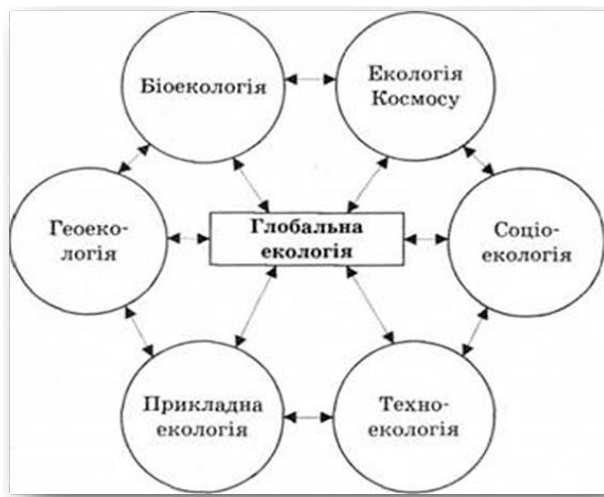 Біоекологія
Екологія
Космосу
Геоеко-
логія
Глобальна
екологія
Соціо-
екологія
Прикладна
екологія
Техно-
екологія